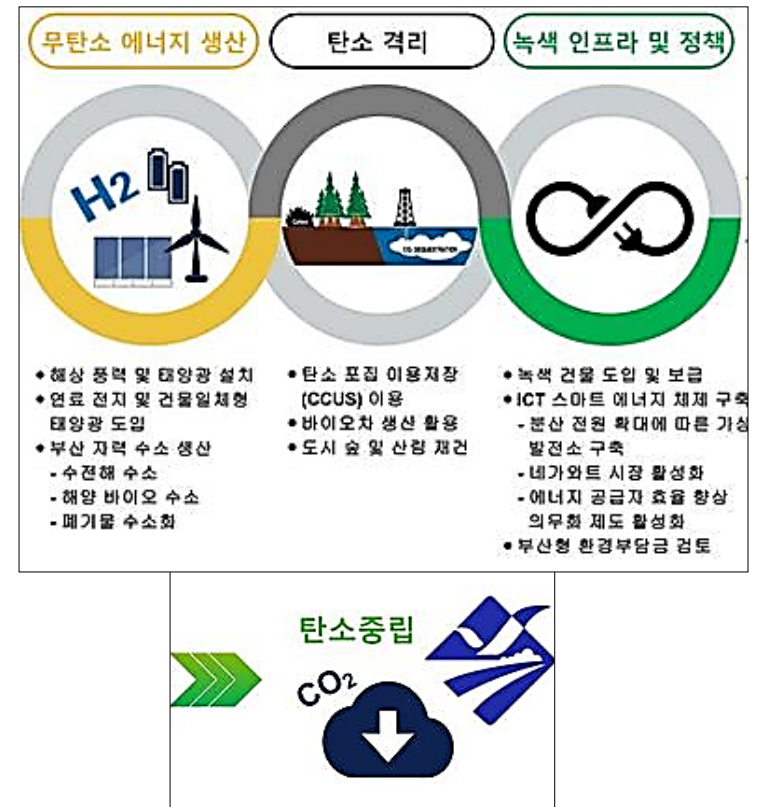 무탄소 에너지 생산
탄소 격리
녹색 인프라 및 정책
H2
CO2 SEQUESTRATION
◆해상 풍력 및 태양광 설치
◆연료 전지 및 건물일체형
태양광 도입
◆부산 자력 수소 생산
- 수전해 수소
- 해양 바이오 수소
- 폐기물 수소화
●탄소 포집 이용저장
(CCUS) 이용
●바이오차 생산 활용
●도시 숲 및 산림 재건
●녹색 건물 도입 및 보급
●ICT 스마트 에너지 체제 구축
- 분산 전원 확대에 따른 가상
발전소 구축
- 네가와트 시장 활성화
- 에너지 공급자 효율 향상
의무화 제도 활성화
●부산형 환경부담금 검토
탄소중립
CO2